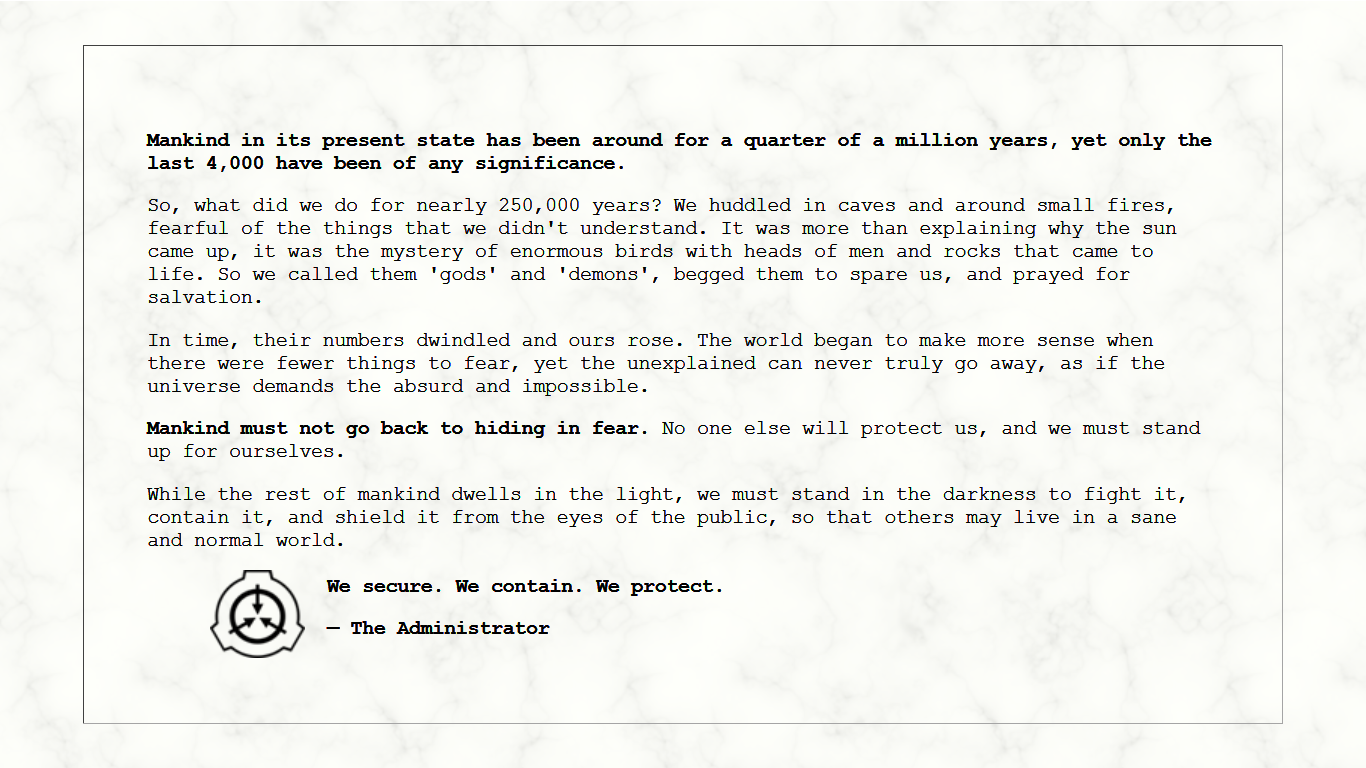 Mankind in its present state has been around for a quarter of a million years, yet only the
last 4,000 have been of any significance.
So, what did we do for nearly 250,000 years? We huddled in caves and around small fires,
fearful of the things that we didn't understand. It was more than explaining why the sun
came up, it was the mystery of enormous birds with heads of men and rocks that came to
life. So we called them 'gods' and 'demons', begged them to spare us, and prayed for
salvation.
In time, their numbers dwindled and ours rose. The world began to make more sense when
there were fewer things to fear, yet the unexplained can never truly go away, as if the
universe demands the absurd and impossible.
Mankind must not go back to hiding in fear. No one else will protect us, and we must stand
up for ourselves.
While the rest of mankind dwells in the light, we must stand in the darkness to fight it,
contain it, and shield it from the eyes of the public, so that others may live in a sane
and normal world.
We secure. We contain. We protect.
— The Administrator